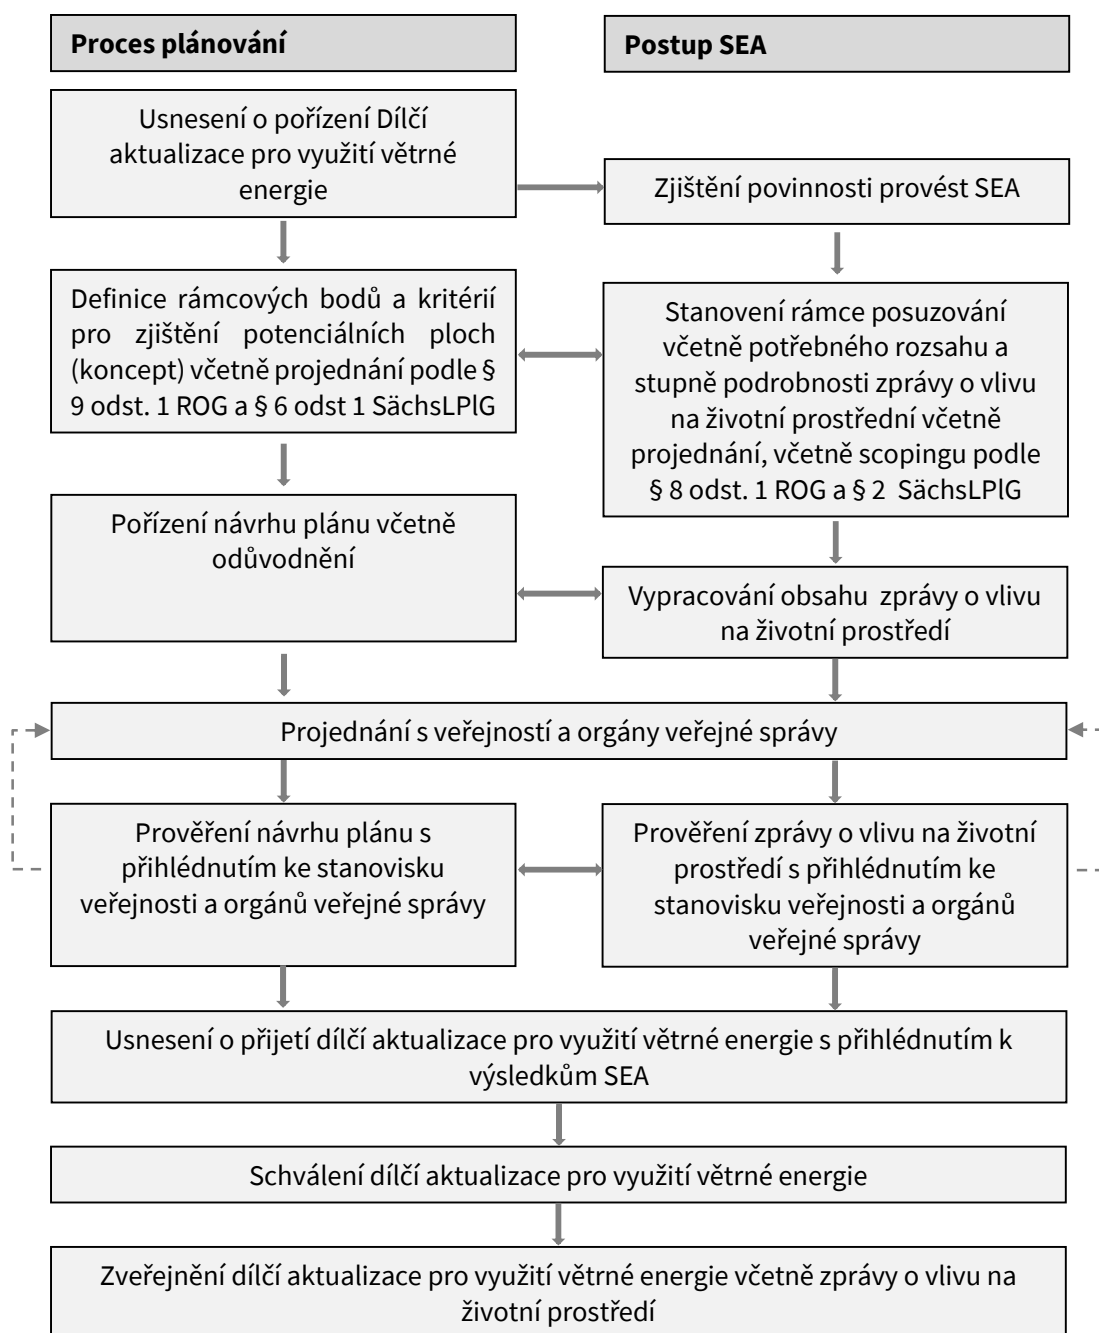 Proces plánování
Postup SEA
Usnesení o pořízení Dílčí
aktualizace pro využití větrné
energie
Zjištění povinnosti provést SEA
Definice rámcových bodů a kritérií
pro zjištění potenciálních ploch
(koncept) včetně projednání podle §
9 odst. 1 ROG a § 6 odst 1 SächsLPlG
Stanovení rámce posuzování
včetně potřebného rozsahu a
stupně podrobnosti zprávy o vlivu
na životní prostřední včetně
projednání, včetně scopingu podle
§ 8 odst. 1 ROG a § 2 SächsLPlG
Pořízení návrhu plánu včetně
odůvodnění
Vypracování obsahu zprávy o vlivu
na životní prostředí
Projednání s veřejností a orgány veřejné správy
Prověření návrhu plánu s
přihlédnutím ke stanovisku
veřejnosti a orgánů veřejné správy
Prověření zprávy o vlivu na životní
prostředí s přihlédnutím ke
stanovisku veřejnosti a orgánů
veřejné správy
Usnesení o přijetí dílčí aktualizace pro využití větrné energie s přihlédnutím k
výsledkům SEA
Schválení dílčí aktualizace pro využití větrné energie
Zveřejnění dílčí aktualizace pro využití větrné energie včetně zprávy o vlivu na
životní prostředí